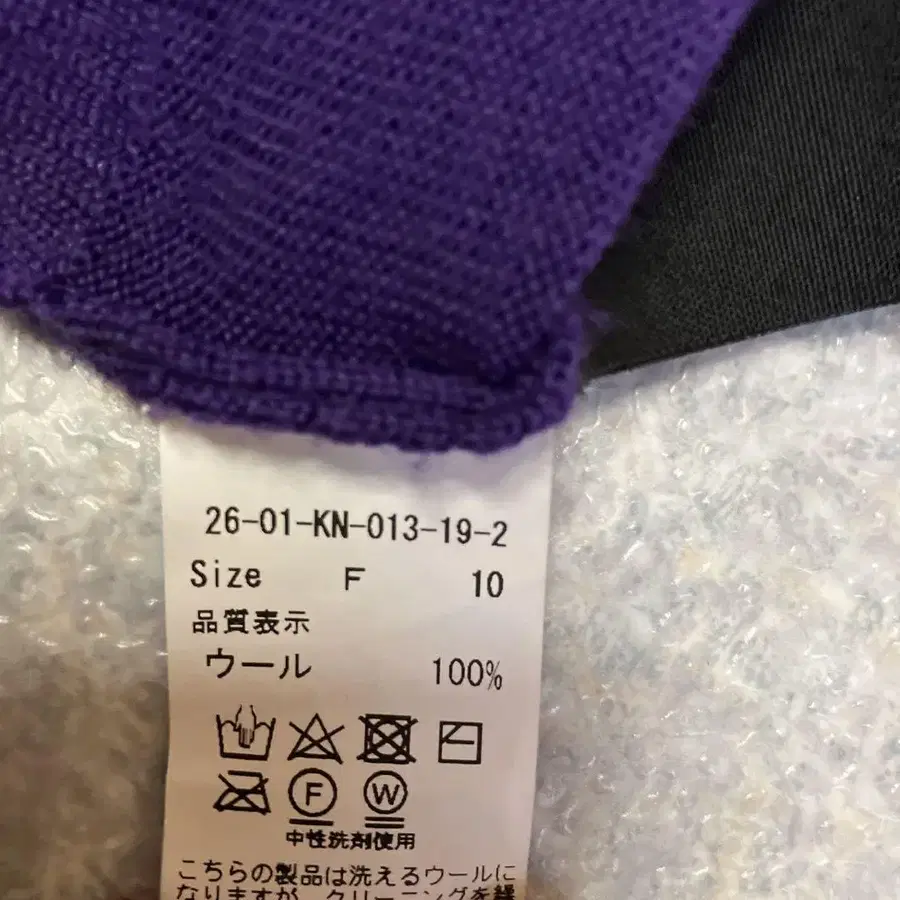 26-01-KN-013-19-2
Size F 10
品質表示
ウール 100%
F W
中性洗剤使用
こちらの製品は洗えるウールに
なりますが、クリーニングを繰